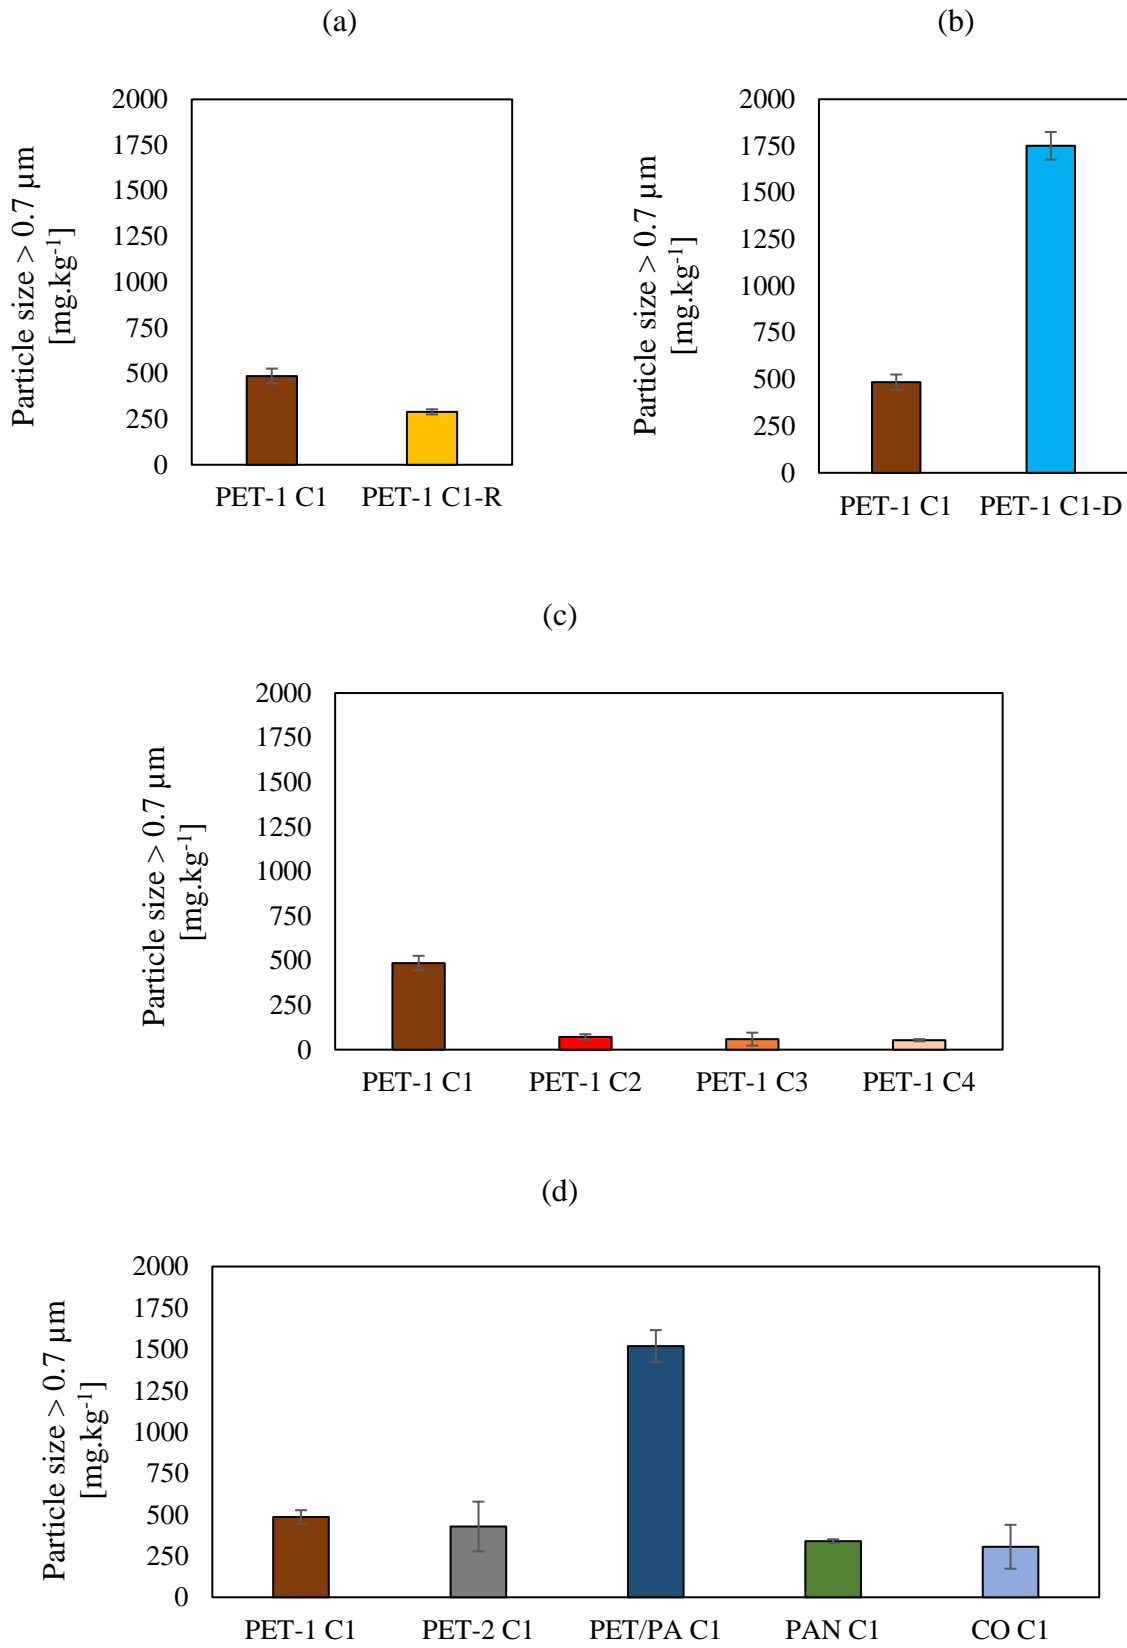 (a)
(b)
Particle size > 0.7 µm
[mg.kg⁻¹]
2000
1750
1500
1250
1000
750
500
250
0
PET-1 C1
PET-1 C1-R
Particle size > 0.7 µm
[mg.kg⁻¹]
2000
1750
1500
1250
1000
750
500
250
0
PET-1 C1
PET-1 C1-D
(c)
Particle size > 0.7 µm
[mg.kg⁻¹]
2000
1750
1500
1250
1000
750
500
250
0
PET-1 C1
PET-1 C2
PET-1 C3
PET-1 C4
(d)
Particle size > 0.7 µm
[mg.kg⁻¹]
2000
1750
1500
1250
1000
750
500
250
0
PET-1 C1
PET-2 C1
PET/PA C1
PAN C1
CO C1